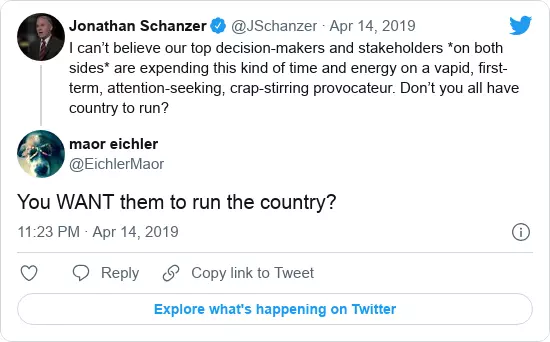 Jonathan Schanzer @JSchanzer · Apr 14, 2019
I can’t believe our top decision-makers and stakeholders *on both
sides* are expending this kind of time and energy on a vapid, first-
term, attention-seeking, crap-stirring provocateur. Don’t you all have
country to run?
maor eichler
@EichlerMaor
You WANT them to run the country?
11:23 PM · Apr 14, 2019
Reply
Copy link to Tweet
Explore what's happening on Twitter